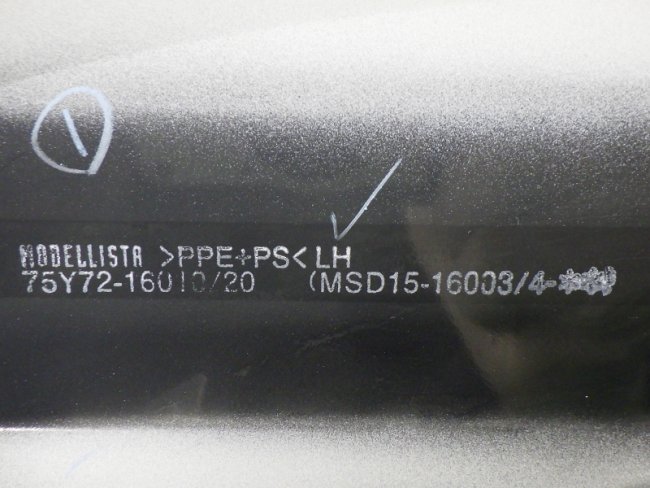 1
MODELLISTA >PPE+PS< LH
75Y72-16010/20 (MSD15-16003/4-